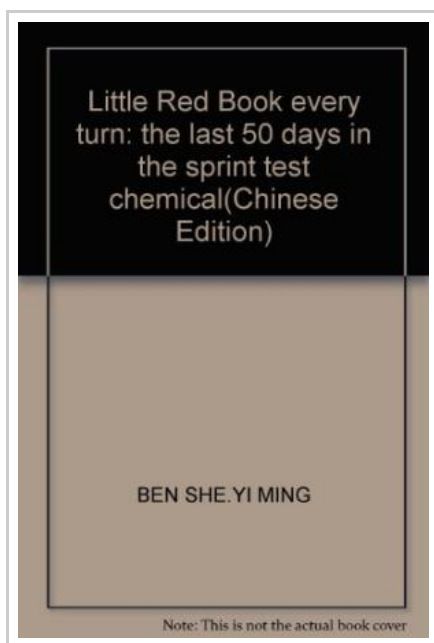 Little Red Book every
turn: the last 50 days in
the sprint test
chemical(Chinese
Edition)
BEN SHE.YI MING
Note: This is not the actual book cover